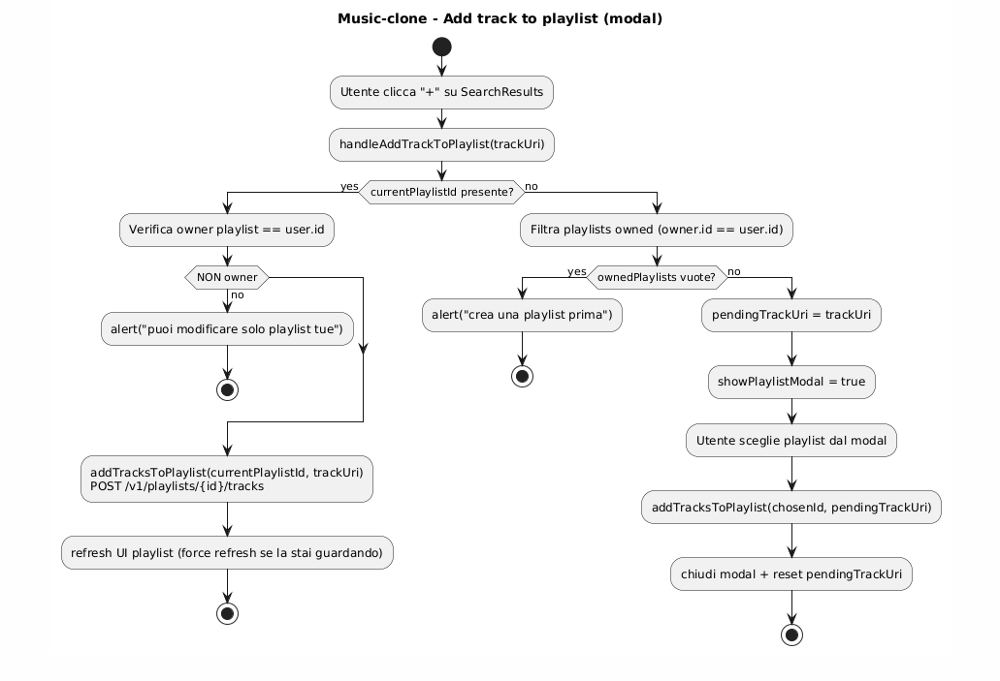 Music-clone - Add track to playlist (modal)
Utente clicca "+" su SearchResults
handleAddTrackToPlaylist(trackUri)
yes
currentPlaylistId presente?
no
Verifica owner playlist == user.id
NON owner
no
alert("puoi modificare solo playlist tue")
addTracksToPlaylist(currentPlaylistId, trackUri)
POST /v1/playlists/{id}/tracks
refresh UI playlist (force refresh se la stai guardando)
Filtra playlists owned (owner.id == user.id)
yes
ownedPlaylists vuote?
no
alert("crea una playlist prima")
pendingTrackUri = trackUri
showPlaylistModal = true
Utente sceglie playlist dal modal
addTracksToPlaylist(chosenId, pendingTrackUri)
chiudi modal + reset pendingTrackUri